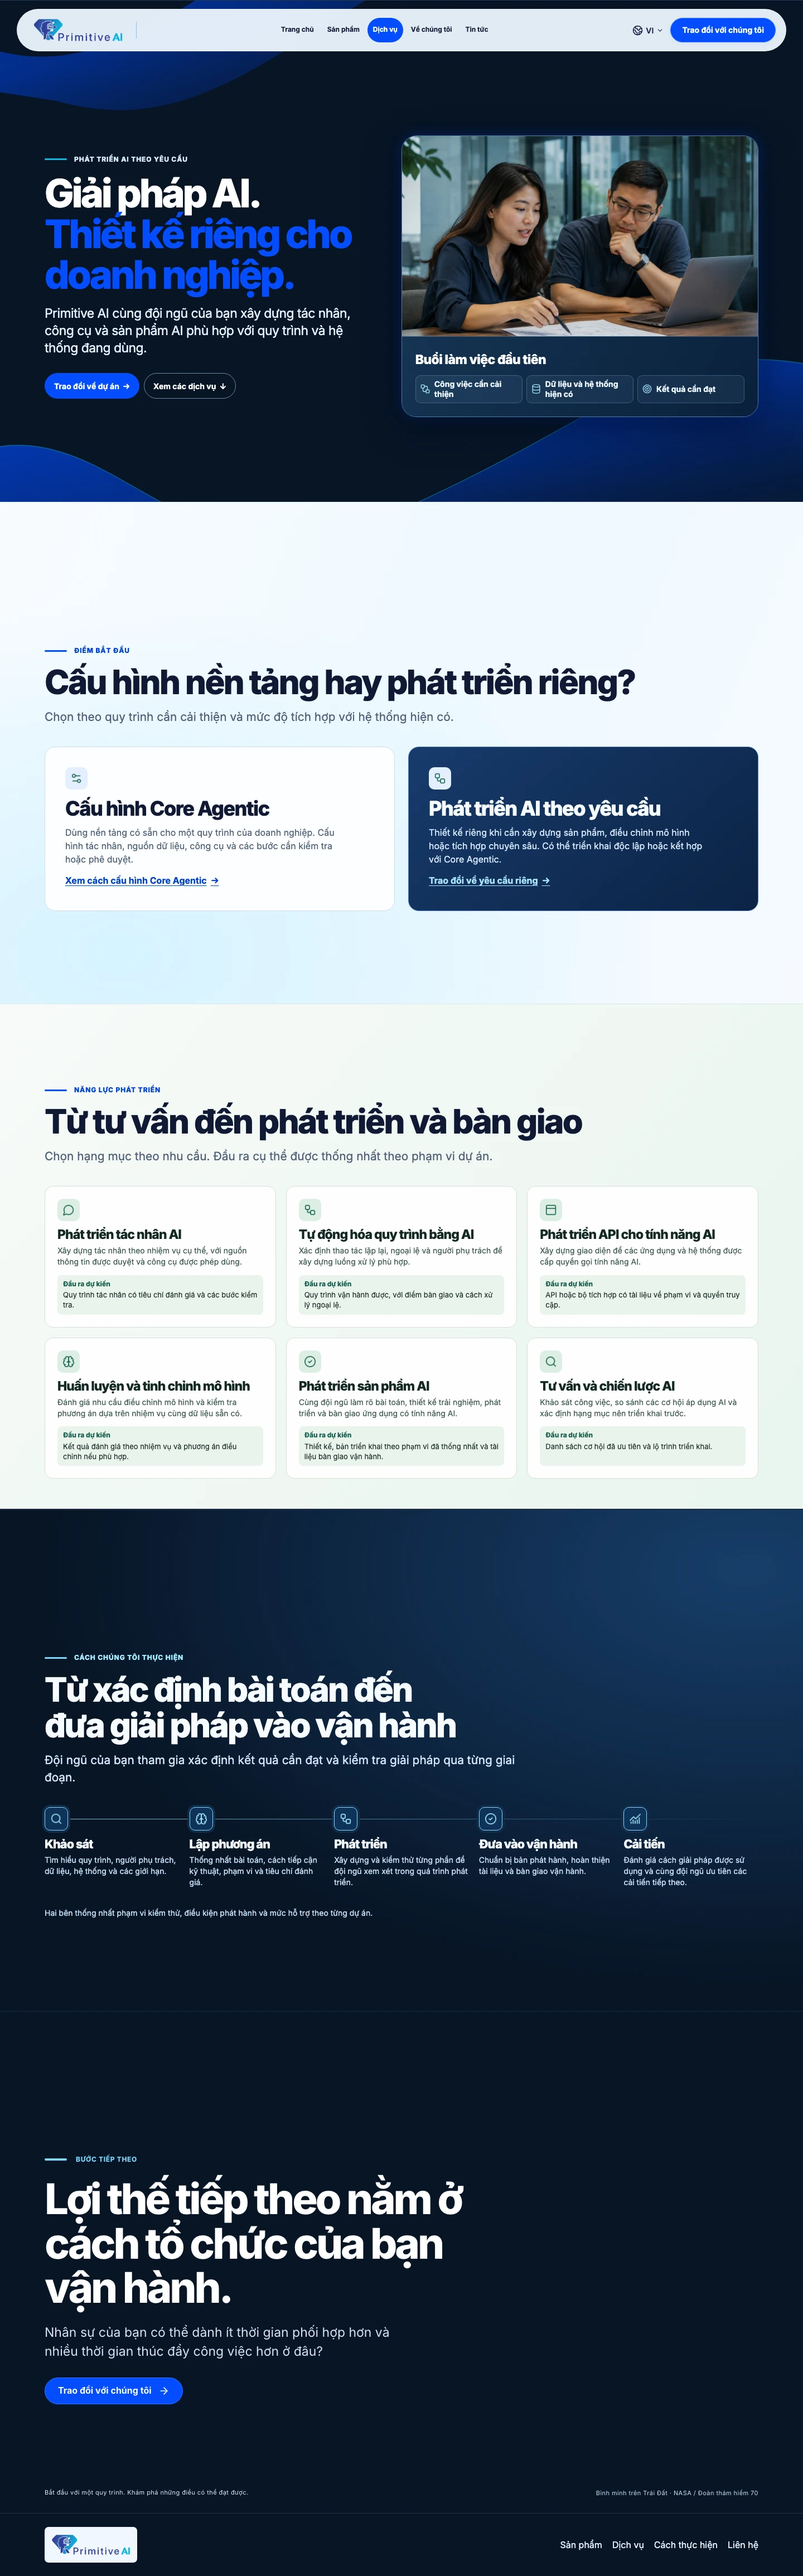 Primitive AI
Trang chủ
Sản phẩm
Dịch vụ
Về chúng tôi
Tin tức
VI
Trao đổi với chúng tôi
PHÁT TRIỂN AI THEO YÊU CẦU
Giải pháp AI.
Thiết kế riêng cho
doanh nghiệp.
Primitive AI cùng đội ngũ của bạn xây dựng tác nhân,
công cụ và sản phẩm AI phù hợp với quy trình và hệ
thống đang dùng.
Trao đổi về dự án →
Xem các dịch vụ ↓
Buổi làm việc đầu tiên
Công việc cần cải
thiện
Dữ liệu và hệ thống
hiện có
Kết quả cần đạt
ĐIỂM BẮT ĐẦU
Cấu hình nền tảng hay phát triển riêng?
Chọn theo quy trình cần cải thiện và mức độ tích hợp với hệ thống hiện có.
Cấu hình Core Agentic
Dùng nền tảng có sẵn cho một quy trình của doanh nghiệp. Cấu
hình tác nhân, nguồn dữ liệu, công cụ và các bước cần kiểm tra
hoặc phê duyệt.
Xem cách cấu hình Core Agentic →
Phát triển AI theo yêu cầu
Thiết kế riêng khi cần xây dựng sản phẩm, điều chỉnh mô hình
hoặc tích hợp chuyên sâu. Có thể triển khai độc lập hoặc kết hợp
với Core Agentic.
Trao đổi về yêu cầu riêng →
NĂNG LỰC PHÁT TRIỂN
Từ tư vấn đến phát triển và bàn giao
Chọn hạng mục theo nhu cầu. Đầu ra cụ thể được thống nhất theo phạm vi dự án.
Phát triển tác nhân AI
Xây dựng tác nhân theo nhiệm vụ cụ thể, với nguồn
thông tin được duyệt và công cụ được phép dùng.
Đầu ra dự kiến
Quy trình tác nhân có tiêu chí đánh giá và các bước kiểm
tra.
Tự động hóa quy trình bằng AI
Xác định thao tác lặp lại, ngoại lệ và người phụ trách để
xây dựng luồng xử lý phù hợp.
Đầu ra dự kiến
Quy trình vận hành được, với điểm bàn giao và cách xử
lý ngoại lệ.
Phát triển API cho tính năng AI
Xây dựng giao diện để các ứng dụng và hệ thống được
cấp quyền gọi tính năng AI.
Đầu ra dự kiến
API hoặc bộ tích hợp có tài liệu về phạm vi và quyền truy
cập.
Huấn luyện và tinh chỉnh mô hình
Đánh giá nhu cầu điều chỉnh mô hình và kiểm tra
phương án dựa trên nhiệm vụ cùng dữ liệu sẵn có.
Đầu ra dự kiến
Kết quả đánh giá theo nhiệm vụ và phương án điều
chỉnh nếu phù hợp.
Phát triển sản phẩm AI
Cùng đội ngũ làm rõ bài toán, thiết kế trải nghiệm, phát
triển và bàn giao ứng dụng có tính năng AI.
Đầu ra dự kiến
Thiết kế, bản triển khai theo phạm vi đã thống nhất và tài
liệu bàn giao vận hành.
Tư vấn và chiến lược AI
Khảo sát công việc, so sánh các cơ hội áp dụng AI và
xác định hạng mục nên triển khai trước.
Đầu ra dự kiến
Danh sách cơ hội đã ưu tiên và lộ trình triển khai.
CÁCH CHÚNG TÔI THỰC HIỆN
Từ xác định bài toán đến
đưa giải pháp vào vận hành
Đội ngũ của bạn tham gia xác định kết quả cần đạt và kiểm tra giải pháp qua từng giai
đoạn.
Khảo sát
Tìm hiểu quy trình, người phụ trách,
dữ liệu, hệ thống và các giới hạn.
Lập phương án
Thống nhất bài toán, cách tiếp cận
kỹ thuật, phạm vi và tiêu chí đánh
giá.
Phát triển
Xây dựng và kiểm thử từng phần để
đội ngũ xem xét trong quá trình phát
triển.
Đưa vào vận hành
Chuẩn bị bản phát hành, hoàn thiện
tài liệu và bàn giao vận hành.
Cải tiến
Đánh giá cách giải pháp được sử
dụng và cùng đội ngũ ưu tiên các
cải tiến tiếp theo.
Hai bên thống nhất phạm vi kiểm thử, điều kiện phát hành và mức hỗ trợ theo từng dự án.
BƯỚC TIẾP THEO
Lợi thế tiếp theo nằm ở
cách tổ chức của bạn
vận hành.
Nhân sự của bạn có thể dành ít thời gian phối hợp hơn và
nhiều thời gian thúc đẩy công việc hơn ở đâu?
Trao đổi với chúng tôi →
Bắt đầu với một quy trình. Khám phá những điều có thể đạt được.
Bình minh trên Trái Đất · NASA / Đoàn thám hiểm 70
Primitive AI
Sản phẩm
Dịch vụ
Cách thực hiện
Liên hệ